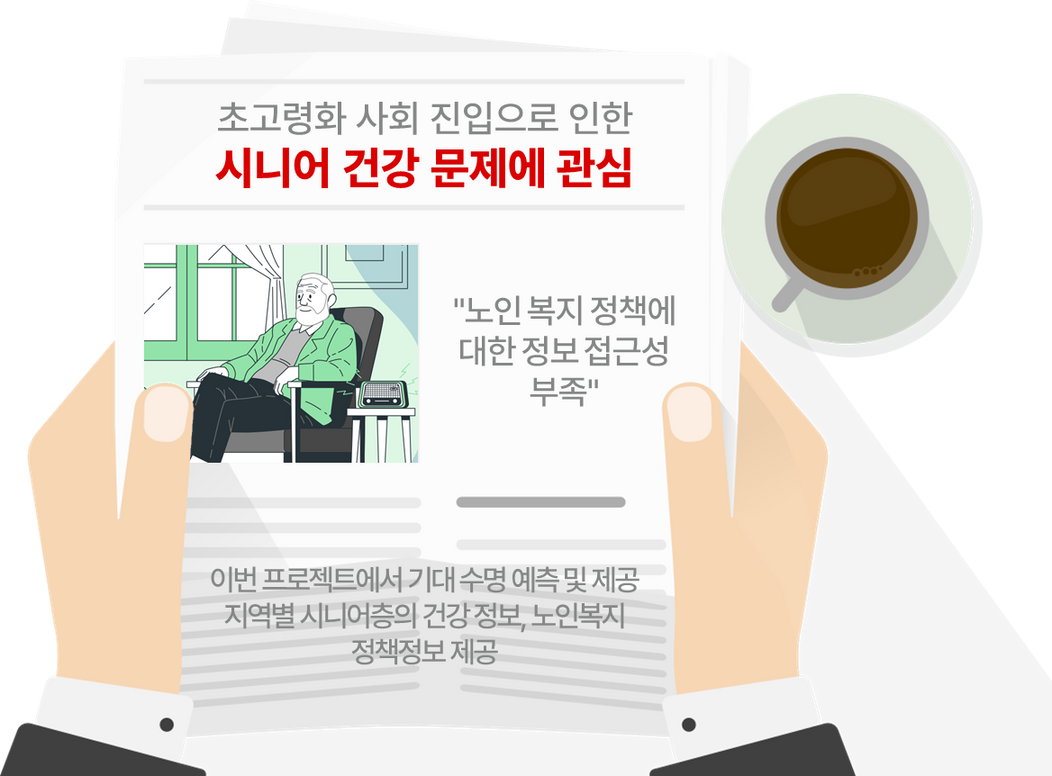 초고령화 사회 진입으로 인한
시니어 건강 문제에 관심
"노인 복지 정책에
대한 정보 접근성
부족"
이번 프로젝트에서 기대 수명 예측 및 제공
지역별 시니어층의 건강 정보, 노인복지
정책정보 제공